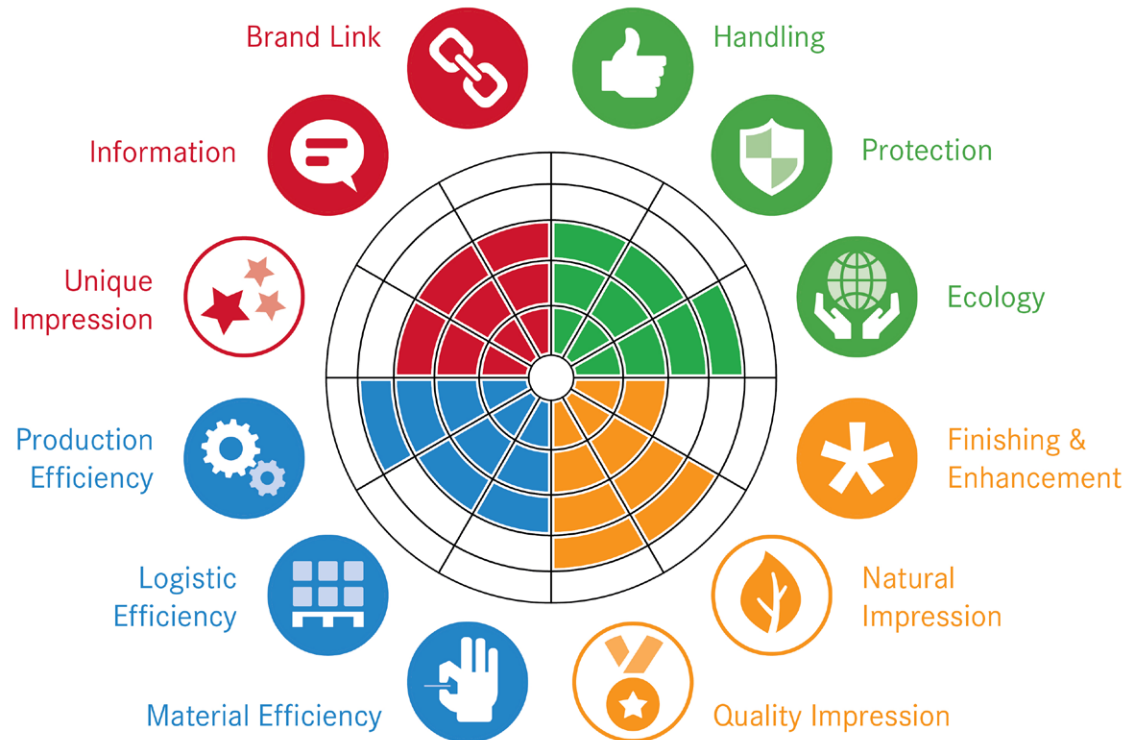 Brand Link
Handling
Information
Protection
Unique
Impression
Ecology
Production
Efficiency
Finishing &
Enhancement
Logistic
Efficiency
Natural
Impression
Material Efficiency
Quality Impression